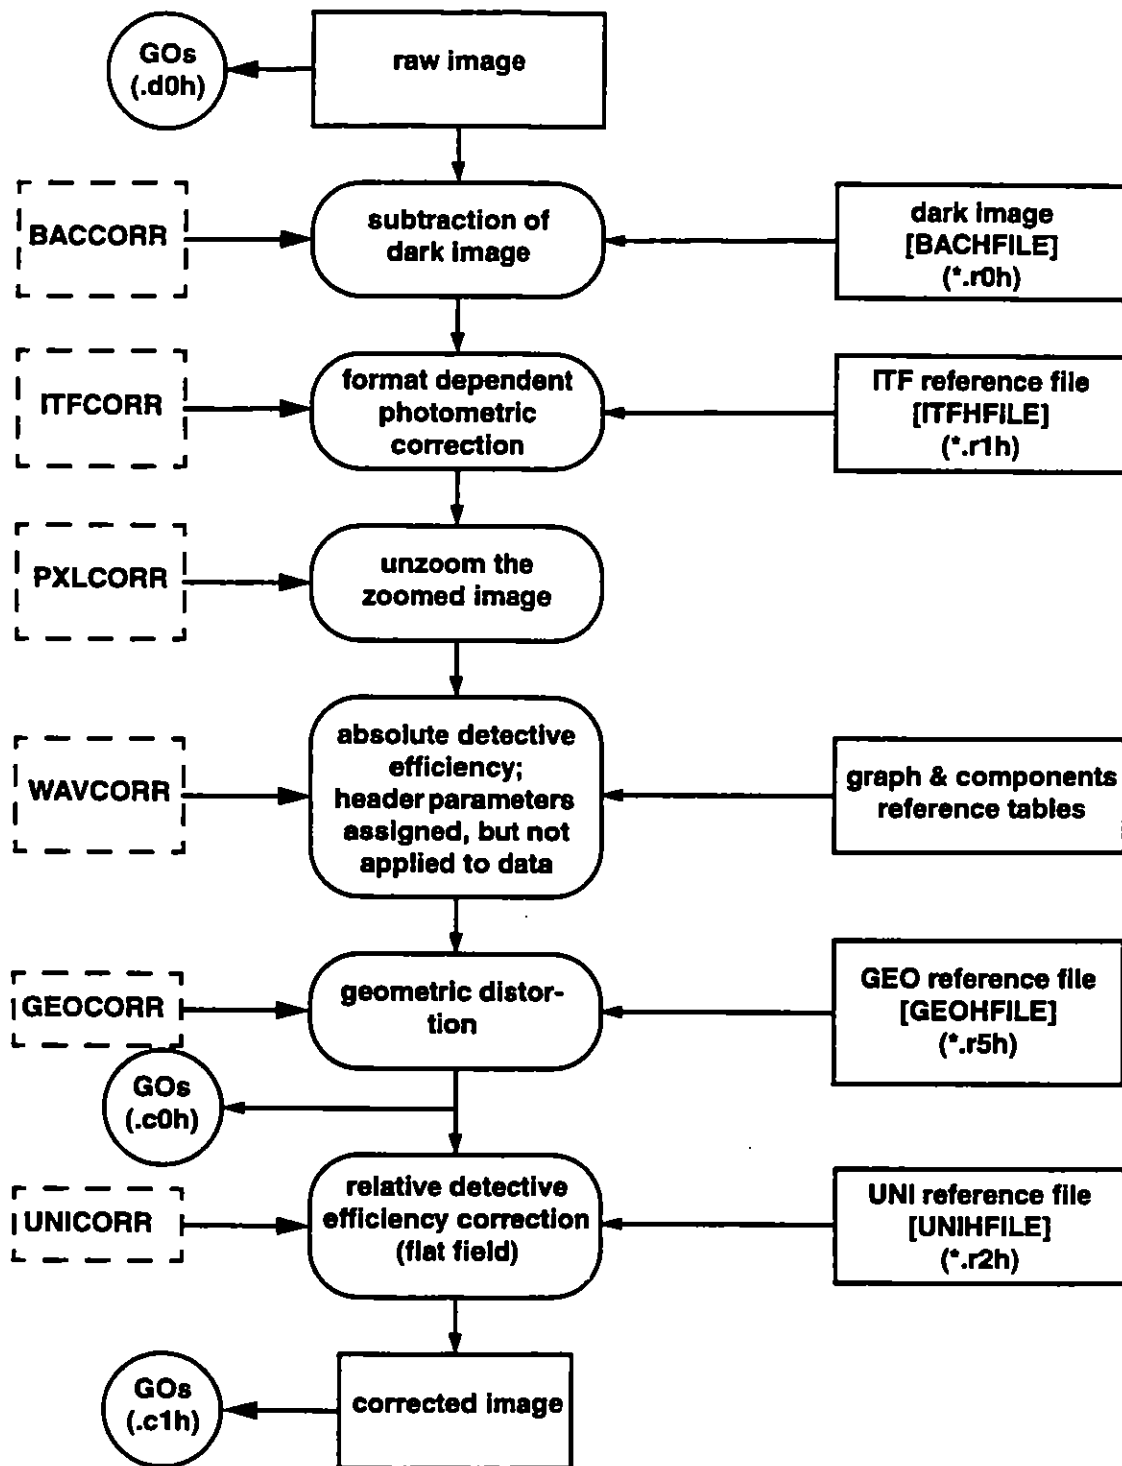 GOs
(.d0h)
raw image
BACCORR
subtraction of
dark image
dark image
[BACHFILE]
(*.r0h)
ITFCORR
format dependent
photometric
correction
ITF reference file
[ITFHFILE]
(*.r1h)
PXLCORR
unzoom the
zoomed image
WAVCORR
absolute detective
efficiency;
header parameters
assigned, but not
applied to data
graph & components
reference tables
GEOCORR
geometric distor-
tion
GEO reference file
[GEOHFILE]
(*.r5h)
GOs
(.c0h)
UNICORR
relative detective
efficiency correction
(flat field)
UNI reference file
[UNIHFILE]
(*.r2h)
GOs
(.c1h)
corrected image